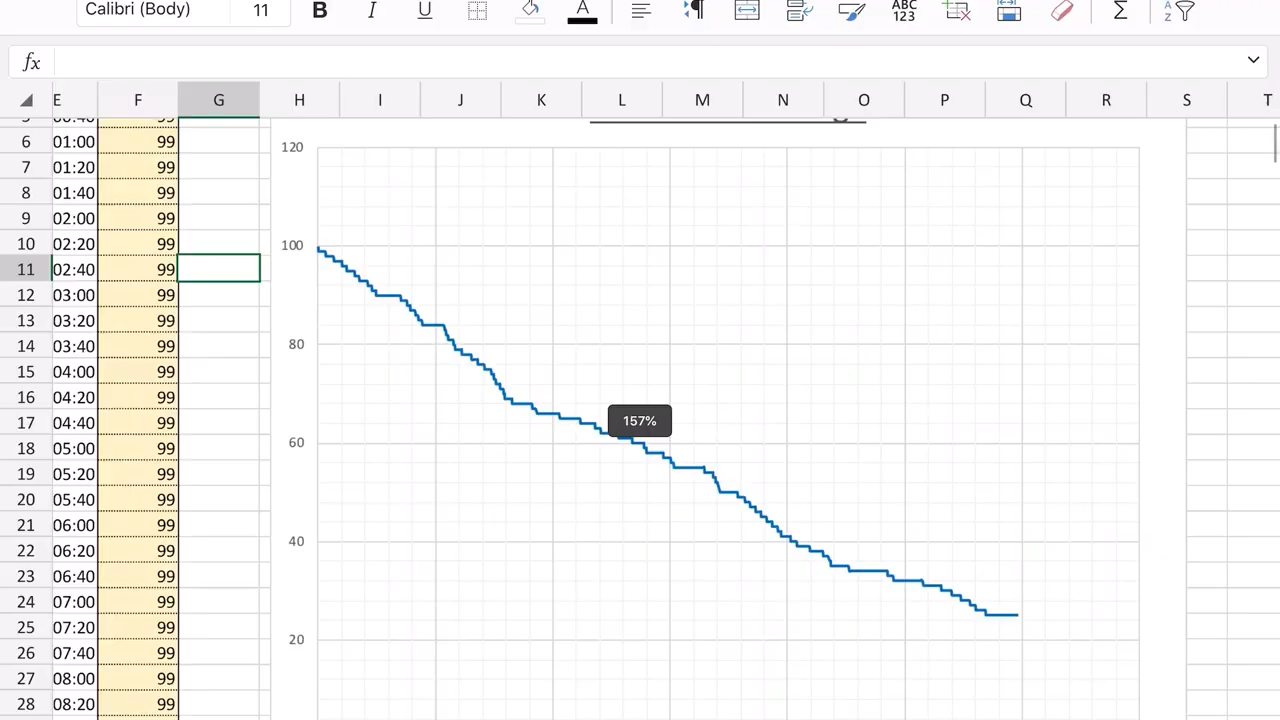 Calibri (Body) 11 B I U A ABC 123 Σ A Z
fx
E F G H I J K L M N O P Q R S T
6 01:00 99
7 01:20 99
8 01:40 99
9 02:00 99
10 02:20 99
11 02:40 99
12 03:00 99
13 03:20 99
14 03:40 99
15 04:00 99
16 04:20 99
17 04:40 99
18 05:00 99
19 05:20 99
20 05:40 99
21 06:00 99
22 06:20 99
23 06:40 99
24 07:00 99
25 07:20 99
26 07:40 99
27 08:00 99
28 08:20 99
120
100
80
60
40
20
157%